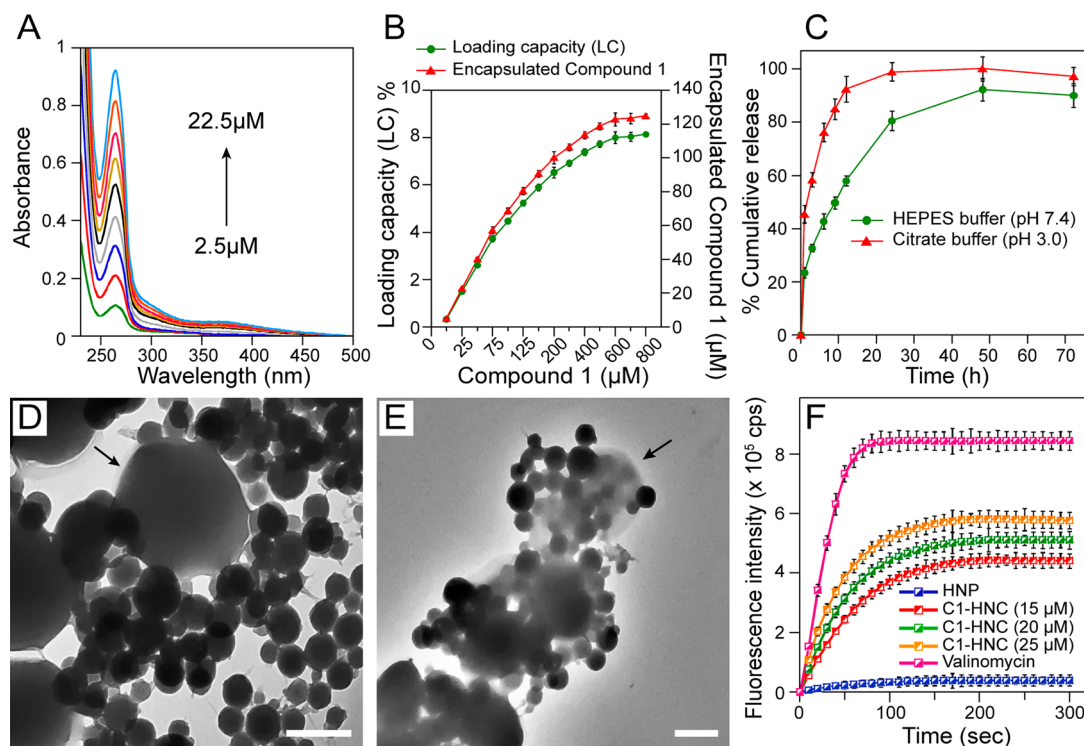 A
Absorbance
1
0.8
0.6
0.4
0.2
0
22.5µM
2.5µM
250
300
350
400
450
500
Wavelength (nm)
B
Loading capacity (LC)
Encapsulated Compound 1
Loading capacity (LC) %
10
8
6
4
2
0
Encapsulated Compound 1 (µM)
140
120
100
80
60
40
20
0
0
25
75
125
200
400
600
800
Compound 1 (µM)
C
% Cumulative release
100
80
60
40
20
0
HEPES buffer (pH 7.4)
Citrate buffer (pH 3.0)
0
10
20
30
40
50
60
70
Time (h)
D
E
F
Fluorescence intensity (x 10⁵ cps)
8
6
4
2
0
HNP
C1-HNC (15 µM)
C1-HNC (20 µM)
C1-HNC (25 µM)
Valinomycin
0
100
200
300
Time (sec)